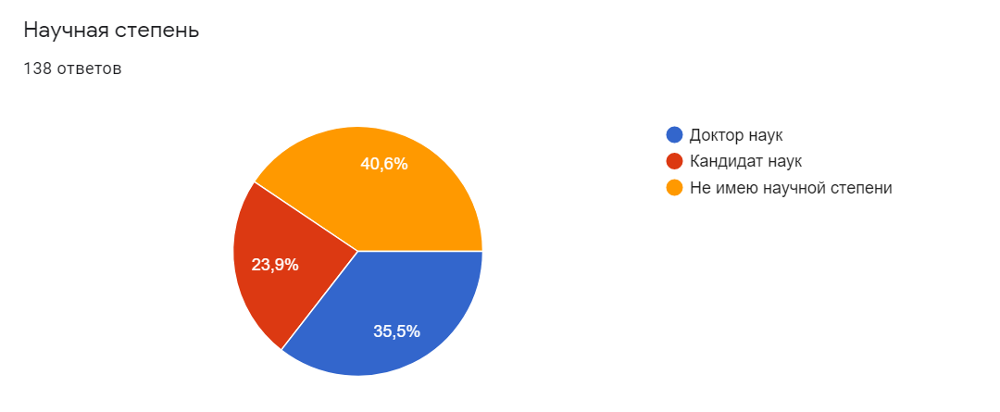 Научная степень
138 ответов
40,6%
23,9%
35,5%
Доктор наук
Кандидат наук
Не имею научной степени